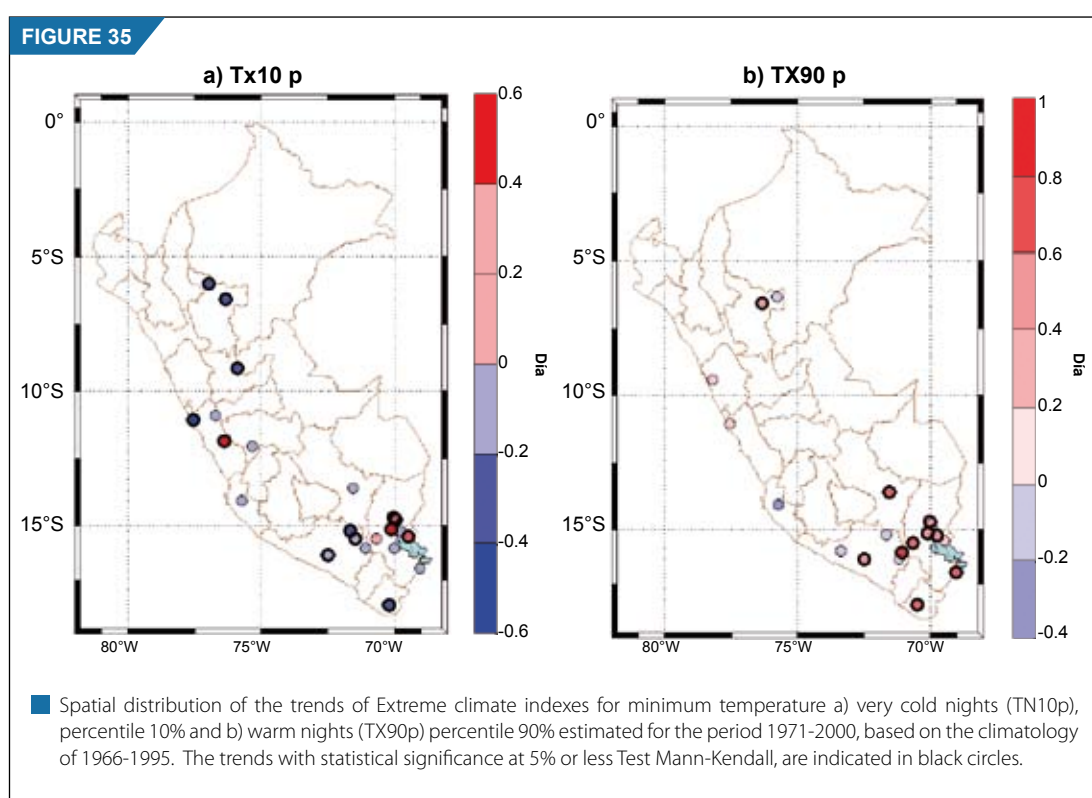 FIGURE 35
a) Tx10 p
b) TX90 p
0°
5°S
10°S
15°S
80°W
75°W
70°W
0.6
0.4
0.2
0
-0.2
-0.4
-0.6
Dia
0°
5°S
10°S
15°S
80°W
75°W
70°W
1
0.8
0.6
0.4
0.2
0
-0.2
-0.4
Dia
Spatial distribution of the trends of Extreme climate indexes for minimum temperature a) very cold nights (TN10p),
percentile 10% and b) warm nights (TX90p) percentile 90% estimated for the period 1971-2000, based on the climatology
of 1966-1995. The trends with statistical significance at 5% or less Test Mann-Kendall, are indicated in black circles.